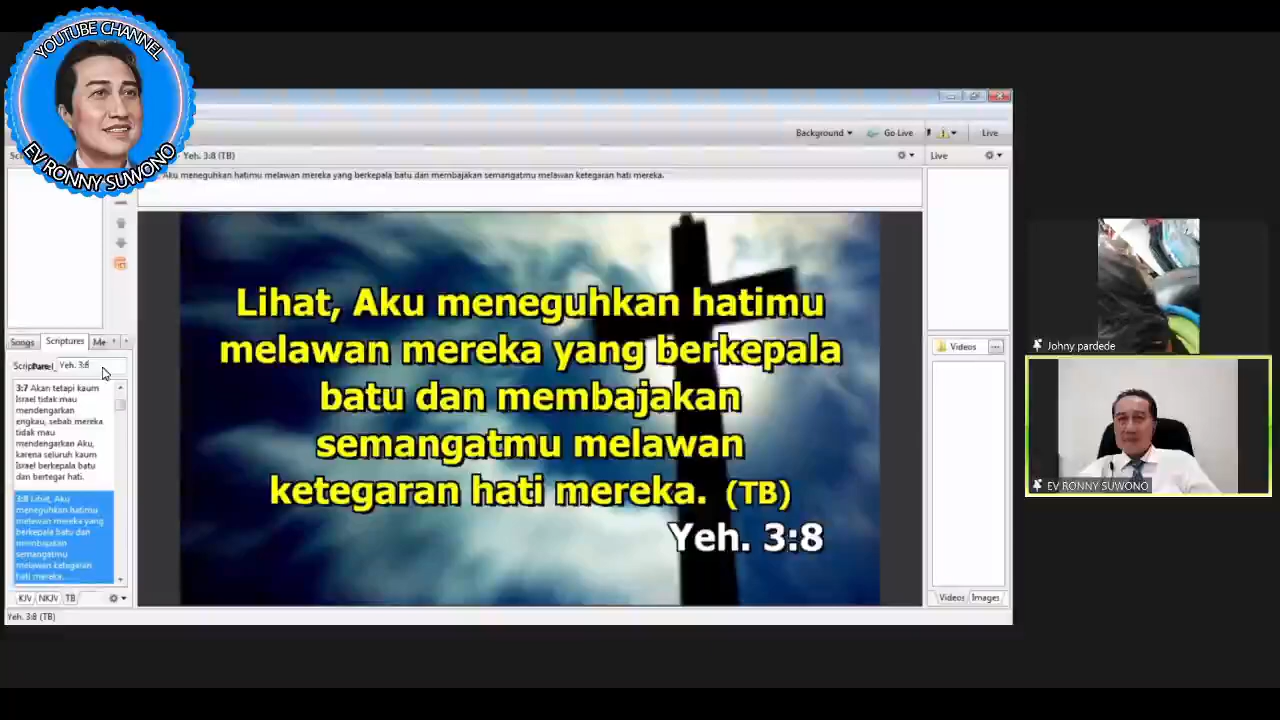 YOUTUBE CHANNEL
EV RONNY SUWONO
Background
Go Live
Live
Yeh. 3:8 (TB)
Live
Aku meneguhkan hatimu melawan mereka yang berkepala batu dan membajakan semangatmu melawan ketegaran hati mereka.
Lihat, Aku meneguhkan hatimu
melawan mereka yang berkepala
batu dan membajakan
semangatmu melawan
ketegaran hati mereka. (TB)
Yeh. 3:8
Songs
Scriptures
Me
Yeh. 3:8
3:7 Akan tetapi kaum
Israel tidak mau
mendengarkan
engkau, sebab mereka
tidak mau
mendengarkan Aku,
karena seluruh kaum
Israel berkepala batu
dan bertegar hati.
3:8 Lihat, Aku
meneguhkan hatimu
melawan mereka yang
berkepala batu dan
membajakan
semangatmu
melawan ketegaran
hati mereka.
KJV
NKJV
TB
Yeh. 3:8 (TB)
Videos
Videos
Images
Johny pardede
EV RONNY SUWONO